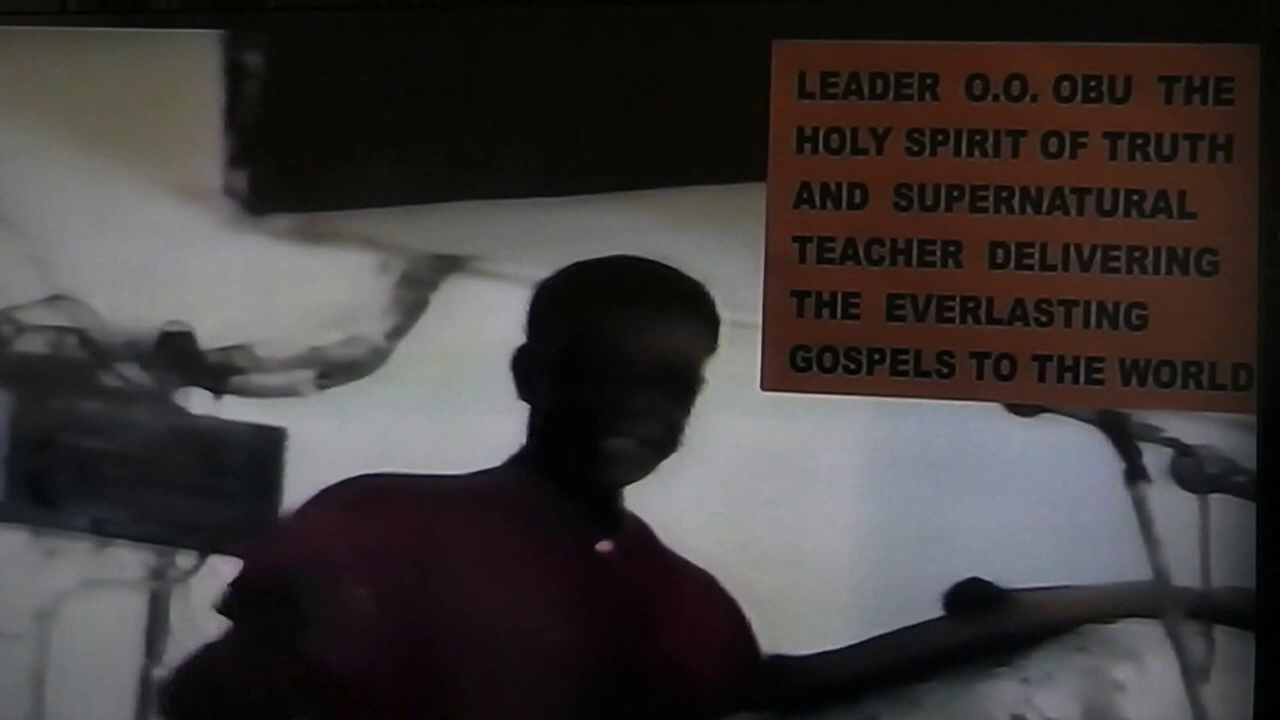 LEADER O.O. OBU THE
HOLY SPIRIT OF TRUTH
AND SUPERNATURAL
TEACHER DELIVERING
THE EVERLASTING
GOSPELS TO THE WORLD